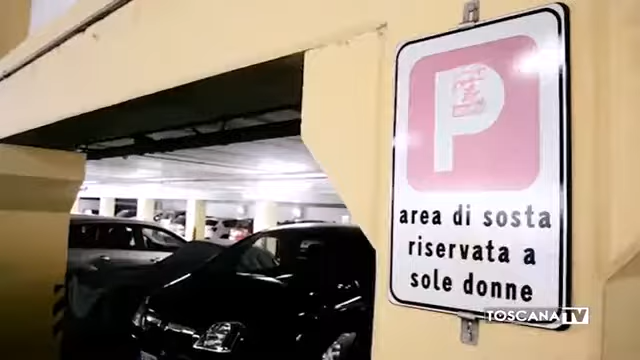 P
area di sosta
riservata a
sole donne
TOSCANA TV